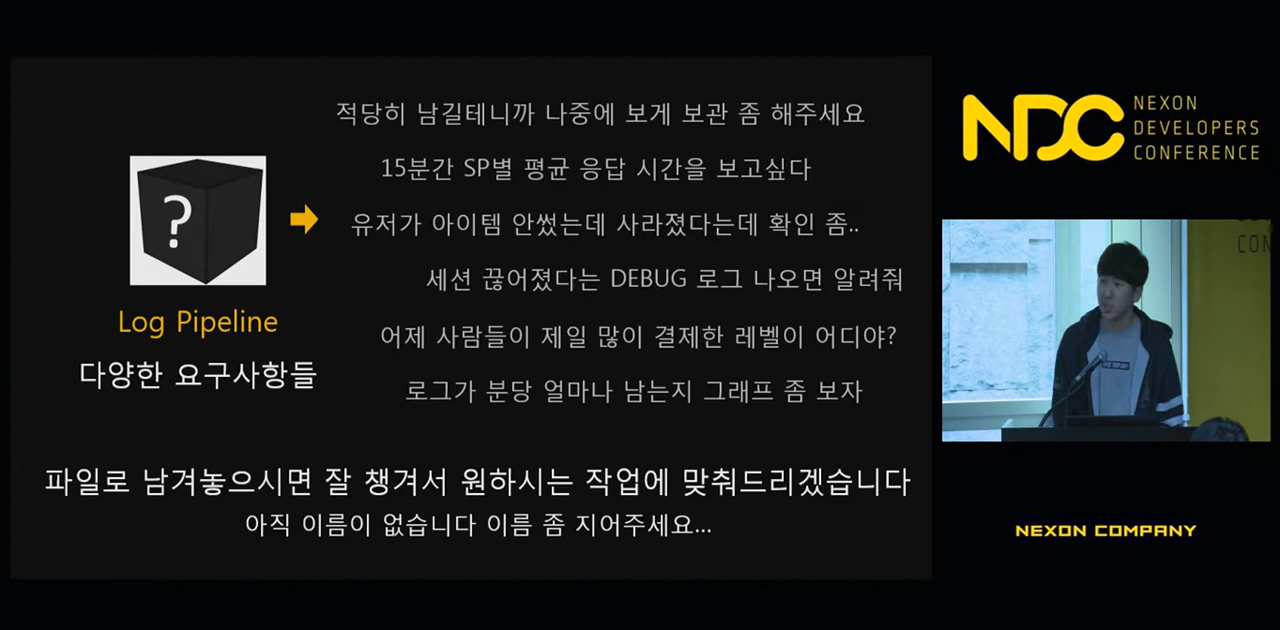 적당히 남길테니까 나중에 보게 보관 좀 해주세요
15분간 SP별 평균 응답 시간을 보고싶다
유저가 아이템 안썼는데 사라졌다는데 확인 좀..
세션 끊어졌다는 DEBUG 로그 나오면 알려줘
어제 사람들이 제일 많이 결제한 레벨이 어디야?
로그가 분당 얼마나 남는지 그래프 좀 보자
?
Log Pipeline
다양한 요구사항들
파일로 남겨놓으시면 잘 챙겨서 원하시는 작업에 맞춰드리겠습니다
아직 이름이 없습니다 이름 좀 지어주세요...
NDC
NEXON
DEVELOPERS
CONFERENCE
CON
NEXON COMPANY